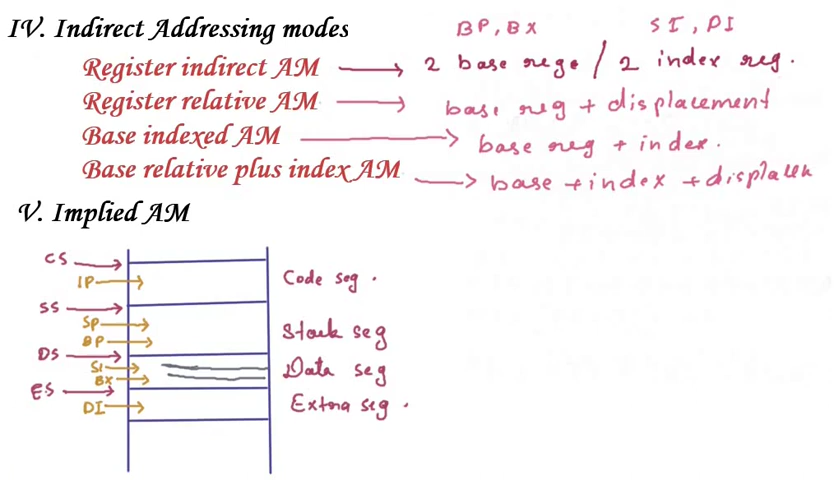 IV. Indirect Addressing modes
BP, BX SI, DI
Register indirect AM → 2 base rege / 2 index reg.
Register relative AM → base reg + displacement
Base indexed AM → base reg + index.
Base relative plus index AM → base + index + displacen
V. Implied AM
CS
IP
Code seg.
SS
SP
BP
Stack seg
DS
SI
BX
Data seg
ES
DI
Extra seg.